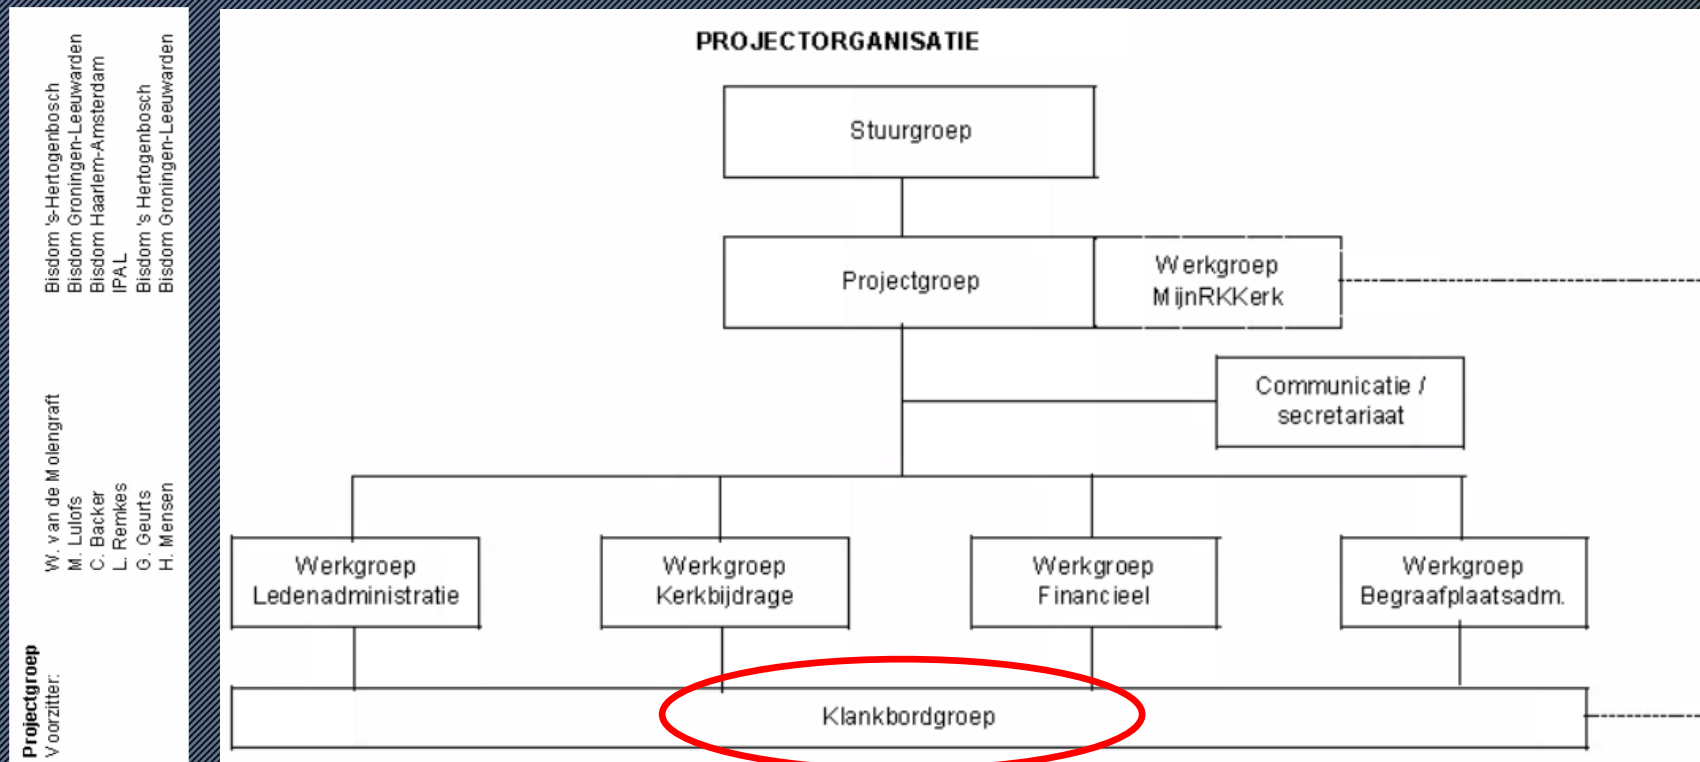 Projectgroep
Voorzitter:
W. van de Molengraft
M. Lulofs
C. Backer
L. Remkes
G. Geurts
H. Mensen
Bisdom 's-Hertogenbosch
Bisdom Groningen-Leeuwarden
Bisdom Haarlem-Amsterdam
IPAL
Bisdom 's Hertogenbosch
Bisdom Groningen-Leeuwarden
PROJECTORGANISATIE
Stuurgroep
Projectgroep
Werkgroep
MijnRKKerk
Communicatie /
secretariaat
Werkgroep
Ledenadministratie
Werkgroep
Kerkbijdrage
Werkgroep
Financieel
Werkgroep
Begraafplaatsadm.
Klankbordgroep